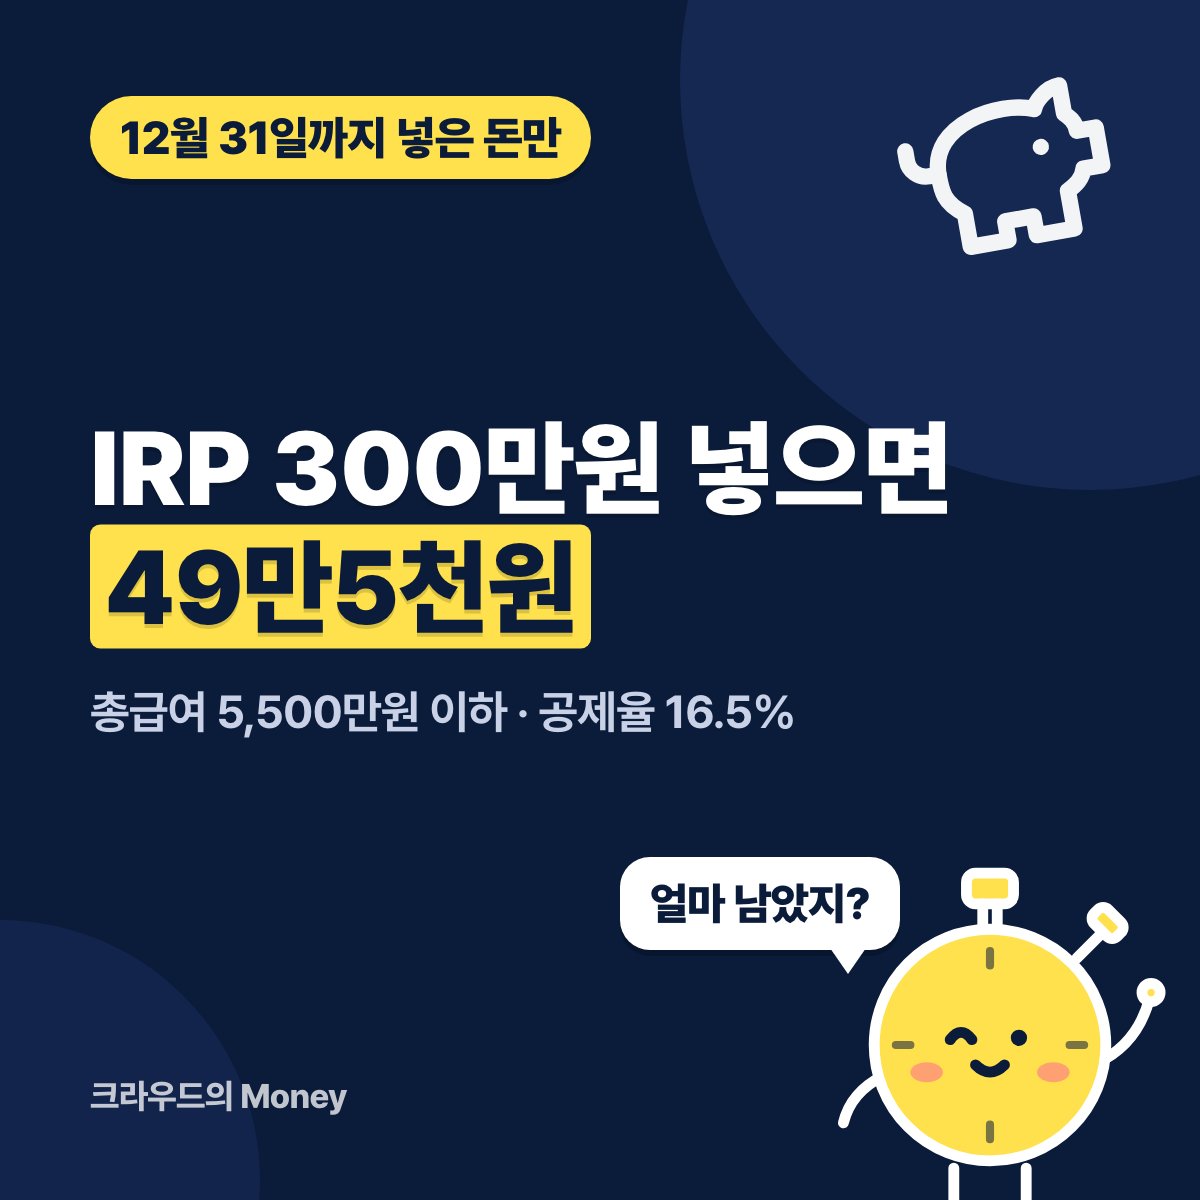 12월 31일까지 넣은 돈만
IRP 300만원 넣으면
49만5천원
총급여 5,500만원 이하 · 공제율 16.5%
얼마 남았지?
크라우드의 Money